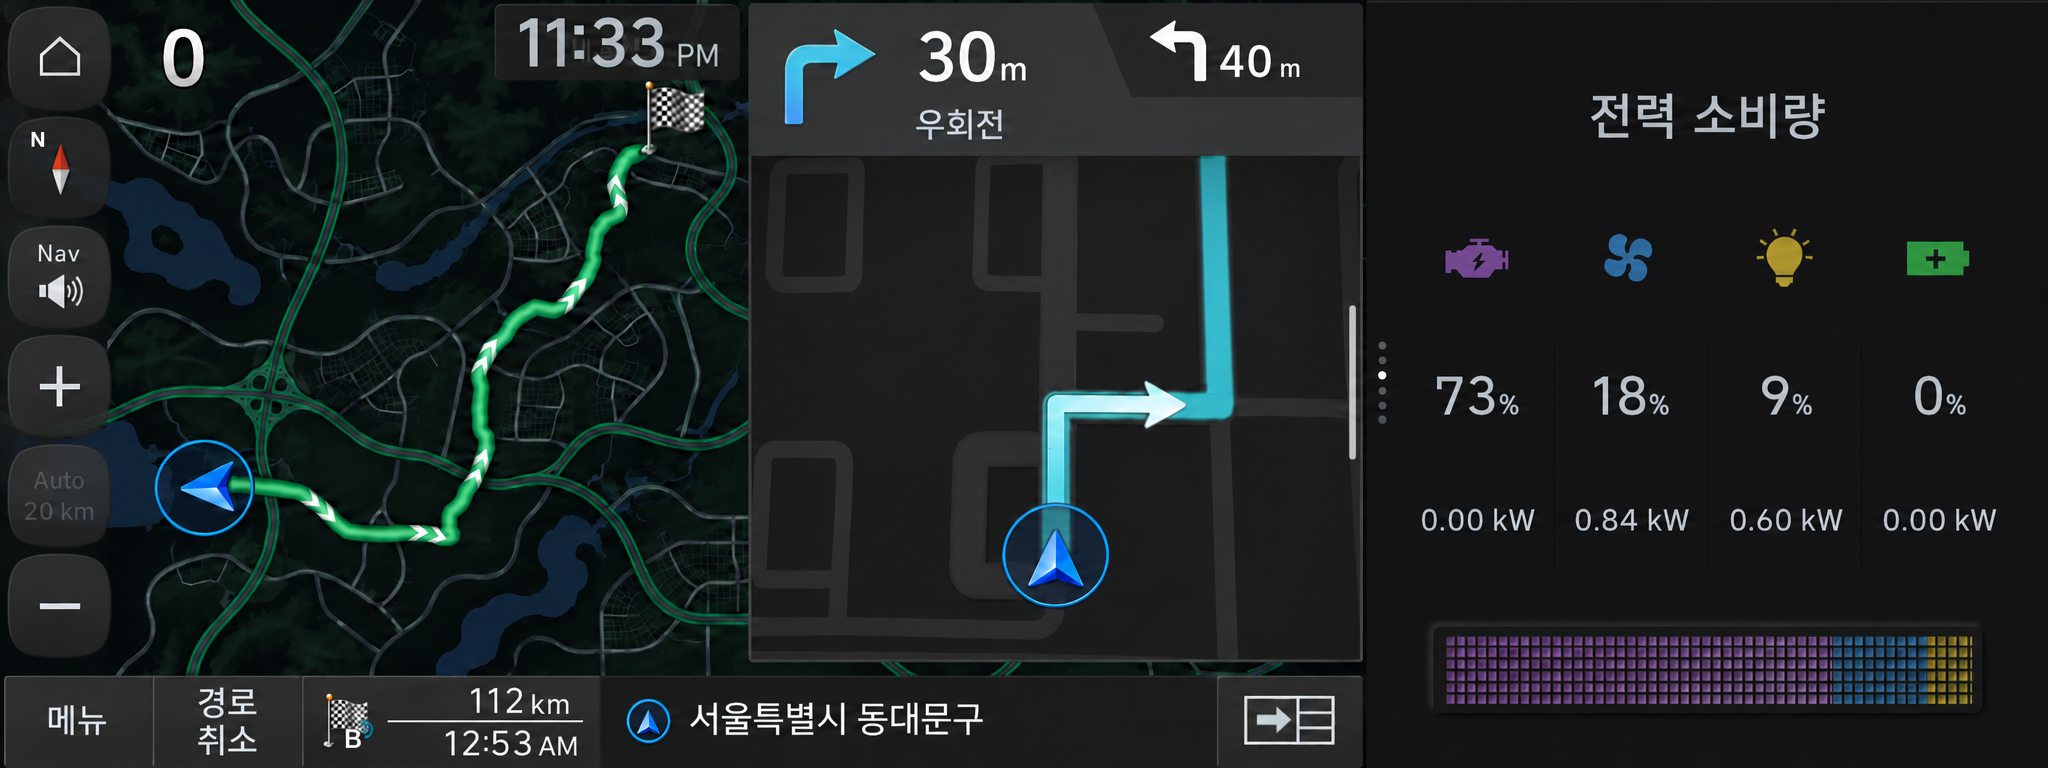 0
11:33 PM
N
Nav
Auto
20 km
30 m
우회전
40 m
전력 소비량
73% 18% 9% 0%
0.00 kW 0.84 kW 0.60 kW 0.00 kW
메뉴
경로
취소
B
112 km
12:53 AM
서울특별시 동대문구